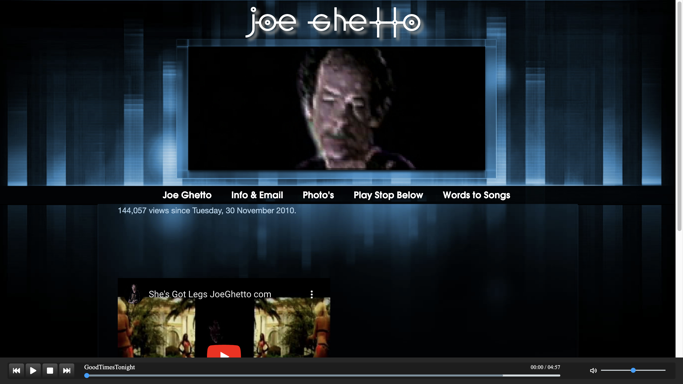 Joe Ghetto
Joe Ghetto Info & Email Photo's Play Stop Below Words to Songs
144,057 views since Tuesday, 30 November 2010.
She's Got Legs JoeGhetto com
GoodTimesTonight
00:00 / 04:57